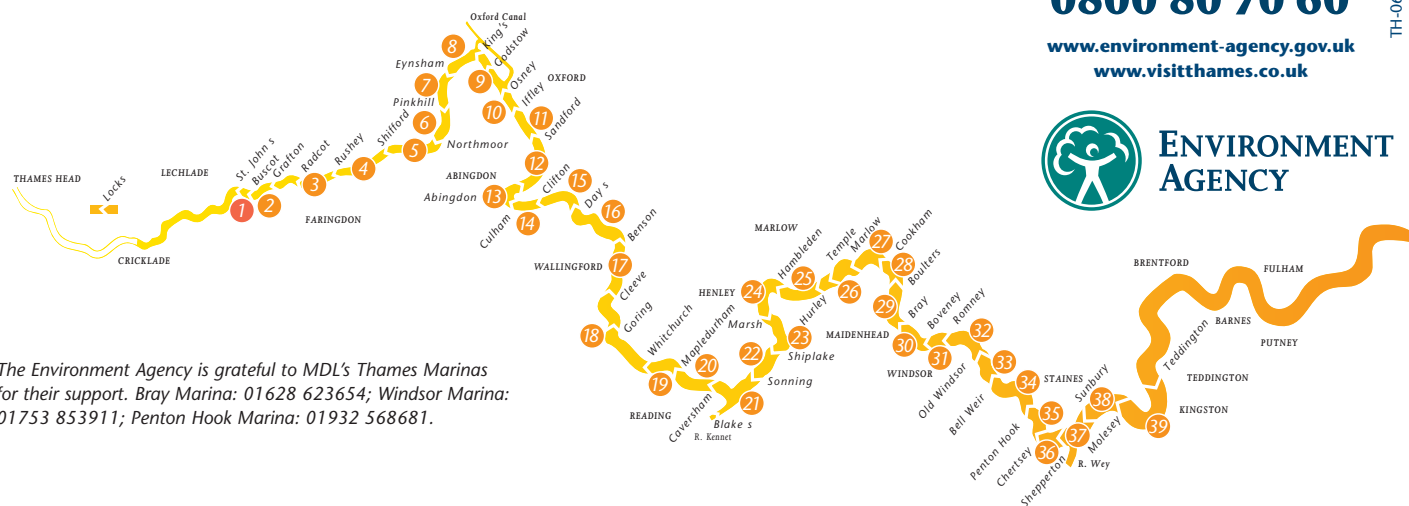 0800 80 70 60
www.environment-agency.gov.uk
www.visitthames.co.uk
TH-06
ENVIRONMENT
AGENCY
THAMES HEAD
Locks
CRICKLADE
LECHLADE
St. John s
Buscot
Grafton
Radcot
Rushey
Shifford
FARINGDON
1
2
3
4
5
6
7
8
Northmoor
Pinkhill
Eynsham
Oxford Canal
King's
Godstow
9
Osney
OXFORD
10
Iffley
11
Sandford
12
ABINGDON
Abingdon
13
Culham
14
Clifton
15
Day s
16
Benson
WALLINGFORD
17
Cleeve
Goring
18
Whitchurch
Mapledurham
19
20
READING
Caversham
Blake s
R. Kennet
21
Sonning
22
Shiplake
23
Marsh
HENLEY
24
MARLOW
Hambleden
25
Hurley
Temple
26
Marlow
27
Cookham
28
Boulters
29
MAIDENHEAD
Bray
30
Boveney
31
WINDSOR
Romney
32
Old Windsor
33
Bell Weir
34
STAINES
Penton Hook
35
Chertsey
36
Shepperton
37
R. Wey
Sunbury
38
Molesey
39
KINGSTON
TEDDINGTON
Teddington
BRENTFORD
BARNES
FULHAM
PUTNEY
The Environment Agency is grateful to MDL's Thames Marinas
for their support. Bray Marina: 01628 623654; Windsor Marina:
01753 853911; Penton Hook Marina: 01932 568681.